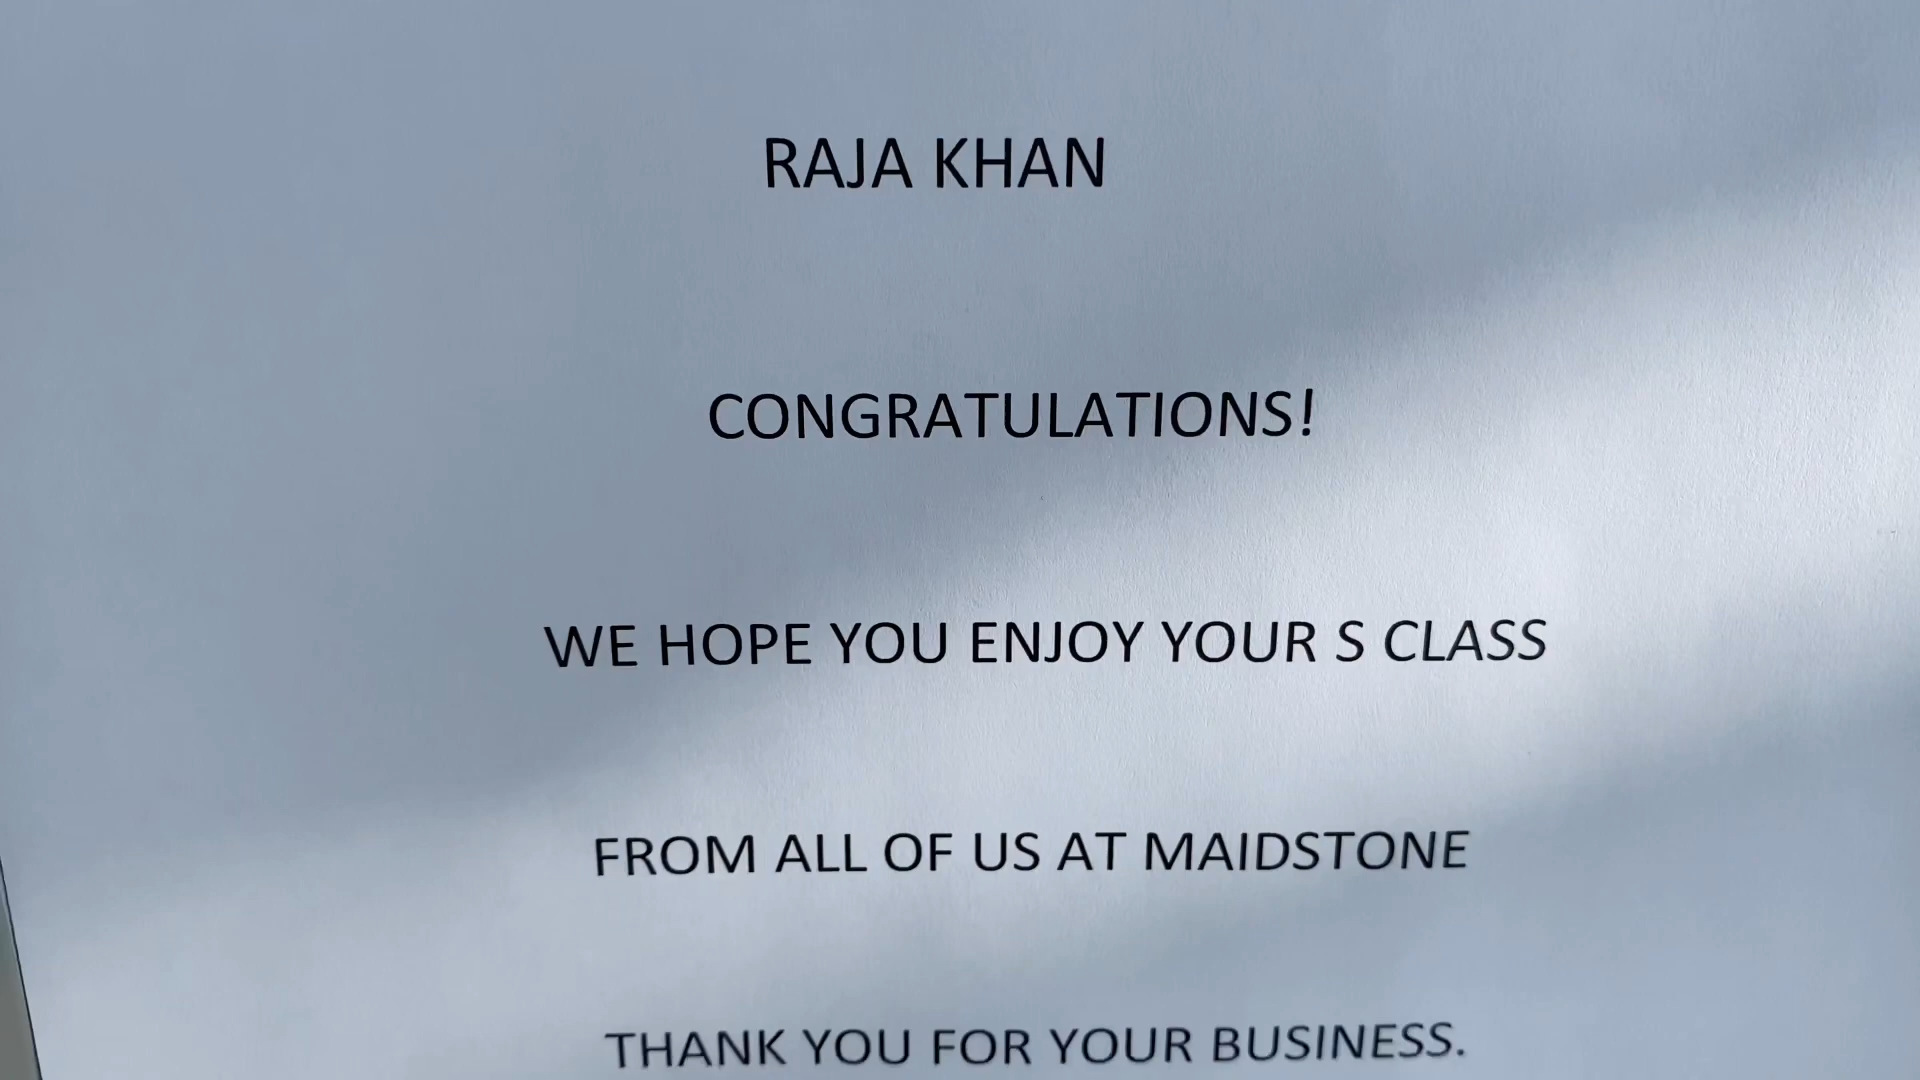 RAJA KHAN
CONGRATULATIONS!
WE HOPE YOU ENJOY YOUR S CLASS
FROM ALL OF US AT MAIDSTONE
THANK YOU FOR YOUR BUSINESS.